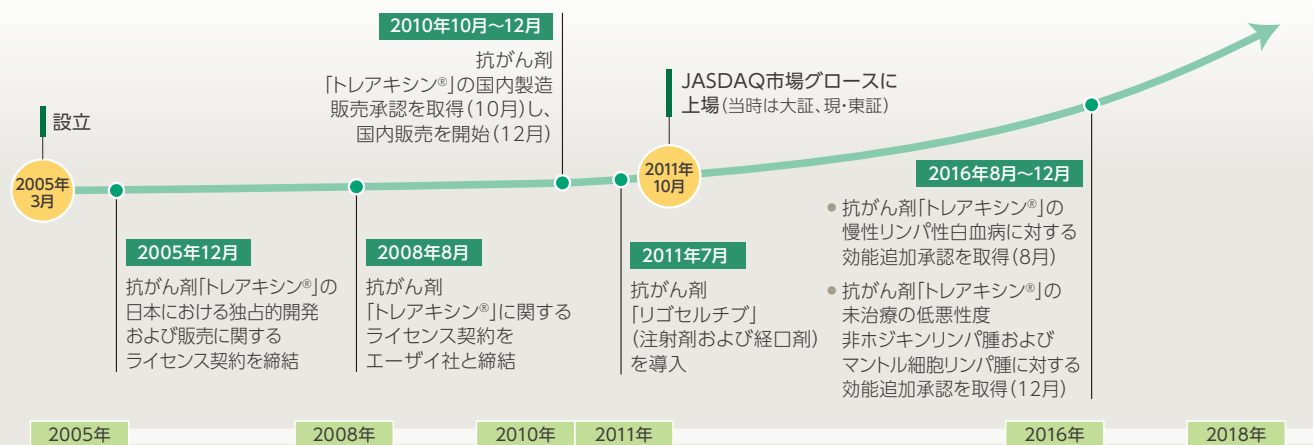 設立
2005年
3月
2005年12月
抗がん剤「トレアキシン®」の
日本における独占的開発
および販売に関する
ライセンス契約を締結
2008年8月
抗がん剤
「トレアキシン®」に関する
ライセンス契約を
エーザイ社と締結
2010年10月〜12月
抗がん剤
「トレアキシン®」の国内製造
販売承認を取得(10月)し、
国内販売を開始(12月)
2011年7月
抗がん剤
「リゴセルチブ」
(注射剤および経口剤)
を導入
JASDAQ市場グロースに
上場(当時は大証、現・東証)
2011年
10月
2016年8月〜12月
● 抗がん剤「トレアキシン®」の
慢性リンパ性白血病に対する
効能追加承認を取得(8月)
● 抗がん剤「トレアキシン®」の
未治療の低悪性度
非ホジキンリンパ腫および
マントル細胞リンパ腫に対する
効能追加承認を取得(12月)
2005年
2008年
2010年
2011年
2016年
2018年